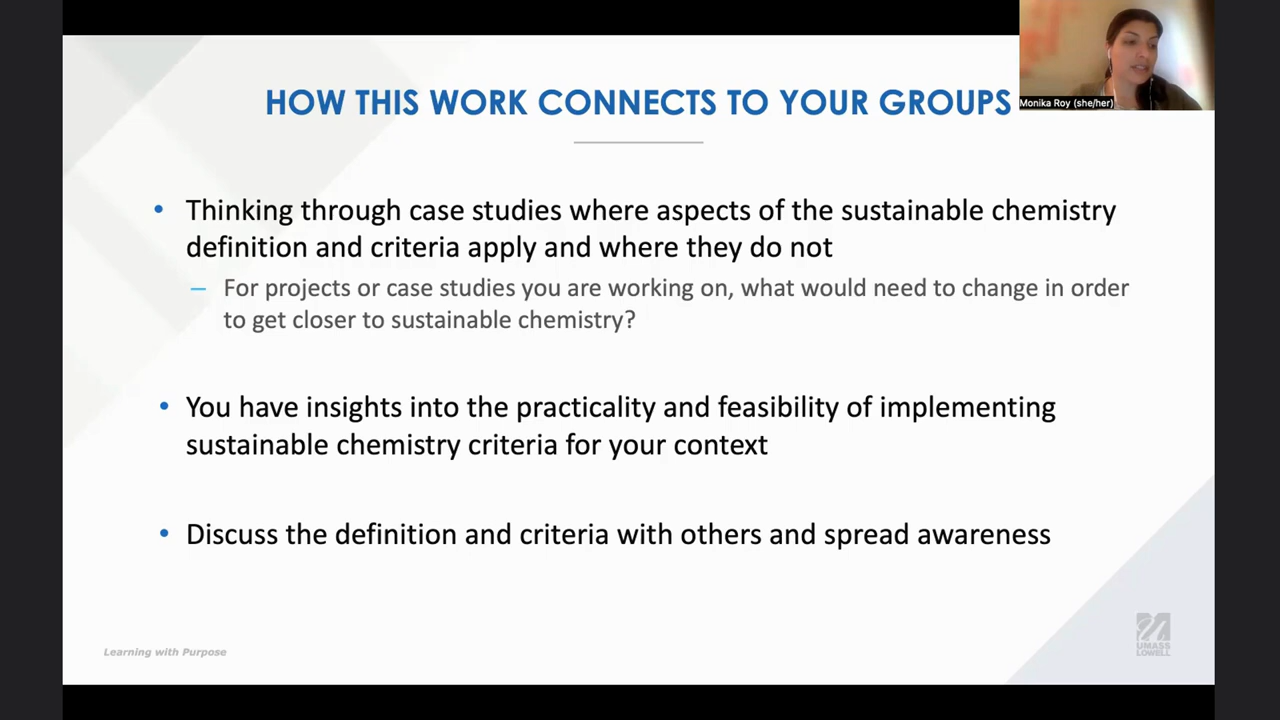 HOW THIS WORK CONNECTS TO YOUR GROUPS
Monika Roy (she/her)
• Thinking through case studies where aspects of the sustainable chemistry
definition and criteria apply and where they do not
– For projects or case studies you are working on, what would need to change in order
to get closer to sustainable chemistry?
• You have insights into the practicality and feasibility of implementing
sustainable chemistry criteria for your context
• Discuss the definition and criteria with others and spread awareness
Learning with Purpose
UMASS
LOWELL